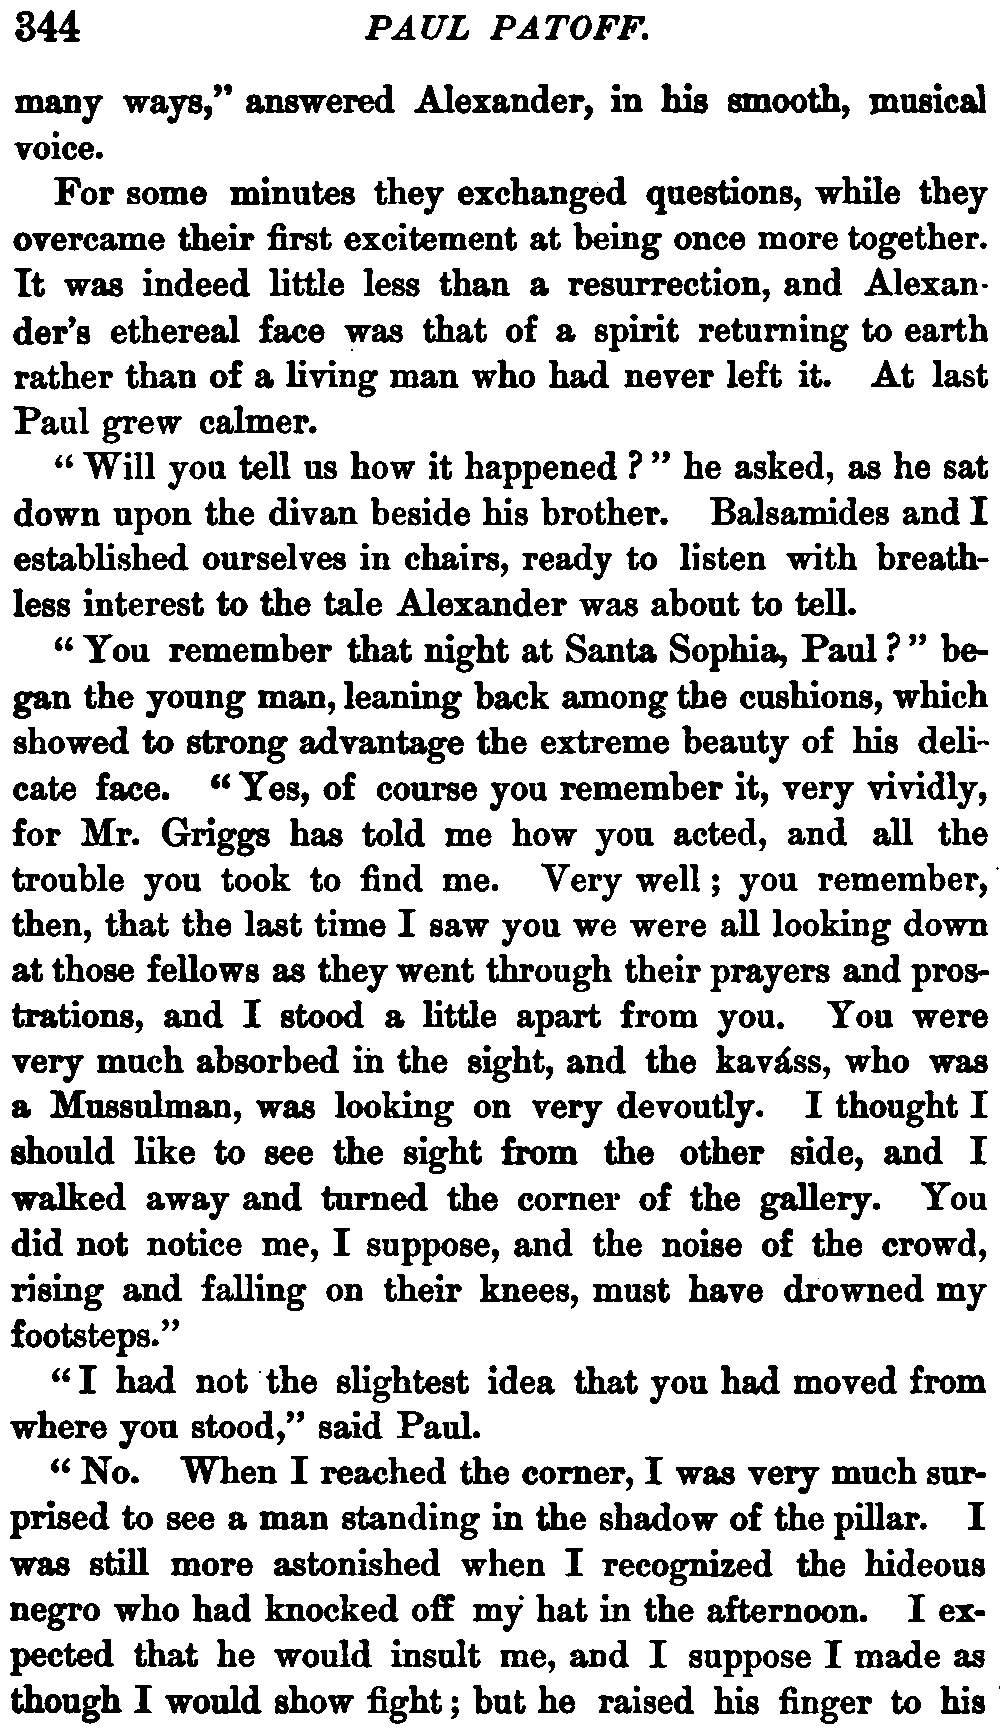 344 PAUL PATOFF.
many ways," answered Alexander, in his smooth, musical
voice.
For some minutes they exchanged questions, while they
overcame their first excitement at being once more together.
It was indeed little less than a resurrection, and Alexan-
der's ethereal face was that of a spirit returning to earth
rather than of a living man who had never left it. At last
Paul grew calmer.
"Will you tell us how it happened?" he asked, as he sat
down upon the divan beside his brother. Balsamides and I
established ourselves in chairs, ready to listen with breath-
less interest to the tale Alexander was about to tell.
"You remember that night at Santa Sophia, Paul?" be-
gan the young man, leaning back among the cushions, which
showed to strong advantage the extreme beauty of his deli-
cate face. "Yes, of course you remember it, very vividly,
for Mr. Griggs has told me how you acted, and all the
trouble you took to find me. Very well; you remember,
then, that the last time I saw you we were all looking down
at those fellows as they went through their prayers and pros-
trations, and I stood a little apart from you. You were
very much absorbed in the sight, and the kaváss, who was
a Mussulman, was looking on very devoutly. I thought I
should like to see the sight from the other side, and I
walked away and turned the corner of the gallery. You
did not notice me, I suppose, and the noise of the crowd,
rising and falling on their knees, must have drowned my
footsteps."
"I had not the slightest idea that you had moved from
where you stood," said Paul.
"No. When I reached the corner, I was very much sur-
prised to see a man standing in the shadow of the pillar. I
was still more astonished when I recognized the hideous
negro who had knocked off my hat in the afternoon. I ex-
pected that he would insult me, and I suppose I made as
though I would show fight; but he raised his finger to his